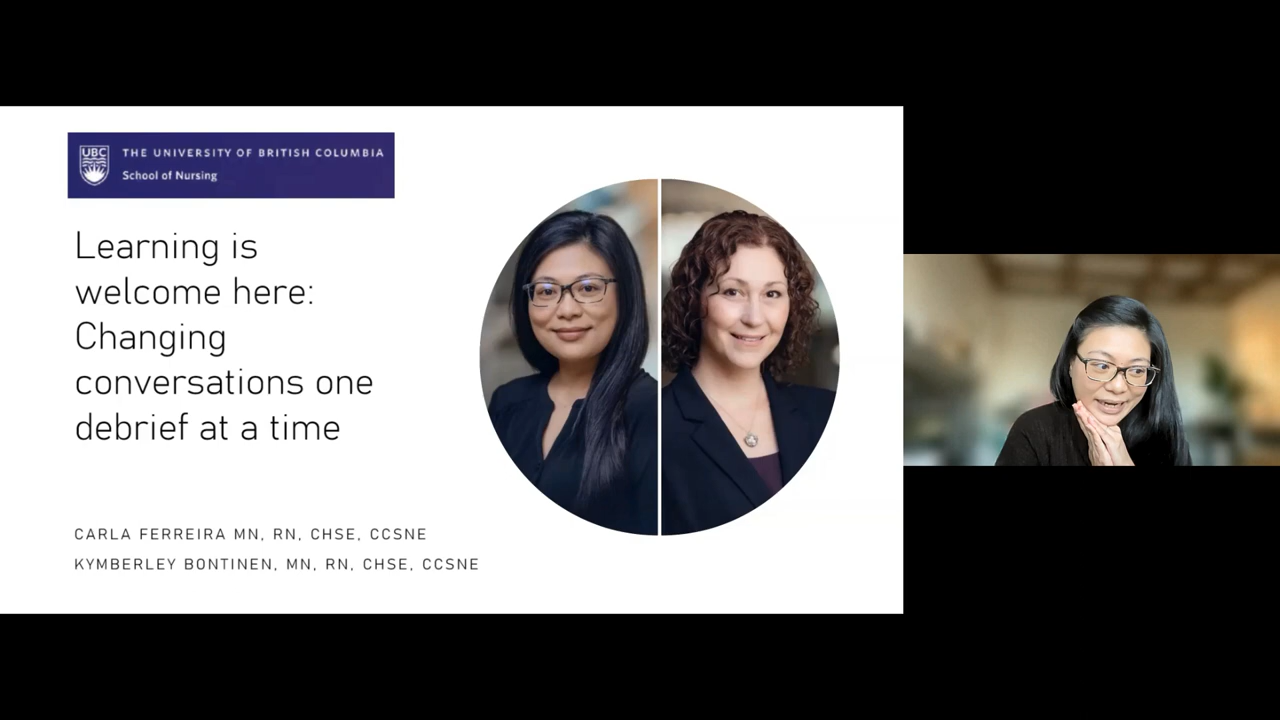 UBC
THE UNIVERSITY OF BRITISH COLUMBIA
School of Nursing
Learning is
welcome here:
Changing
conversations one
debrief at a time
CARLA FERREIRA MN, RN, CHSE, CCSNE
KYMBERLEY BONTINEN, MN, RN, CHSE, CCSNE